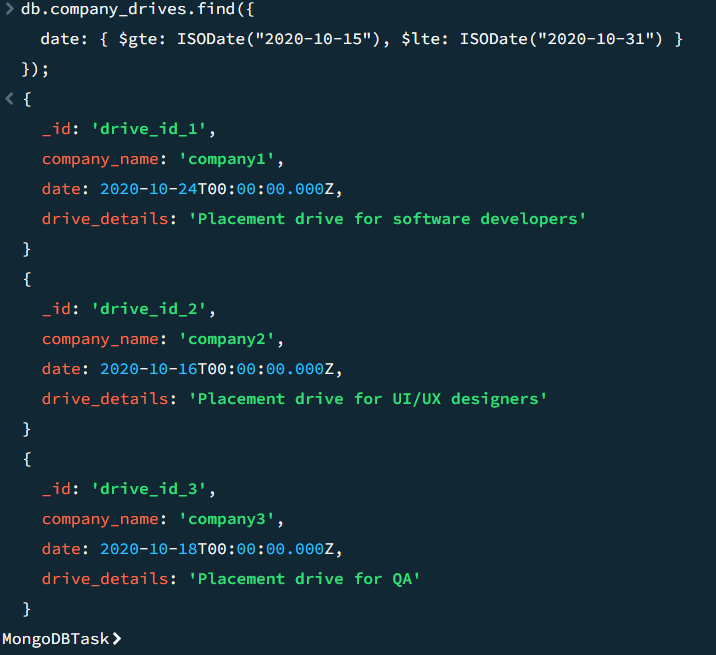 > db.company_drives.find({
date: { $gte: ISODate("2020-10-15"), $lte: ISODate("2020-10-31") }
});
< {
_id: 'drive_id_1',
company_name: 'company1',
date: 2020-10-24T00:00:00.000Z,
drive_details: 'Placement drive for software developers'
}
{
_id: 'drive_id_2',
company_name: 'company2',
date: 2020-10-16T00:00:00.000Z,
drive_details: 'Placement drive for UI/UX designers'
}
{
_id: 'drive_id_3',
company_name: 'company3',
date: 2020-10-18T00:00:00.000Z,
drive_details: 'Placement drive for QA'
}
MongoDBTask>